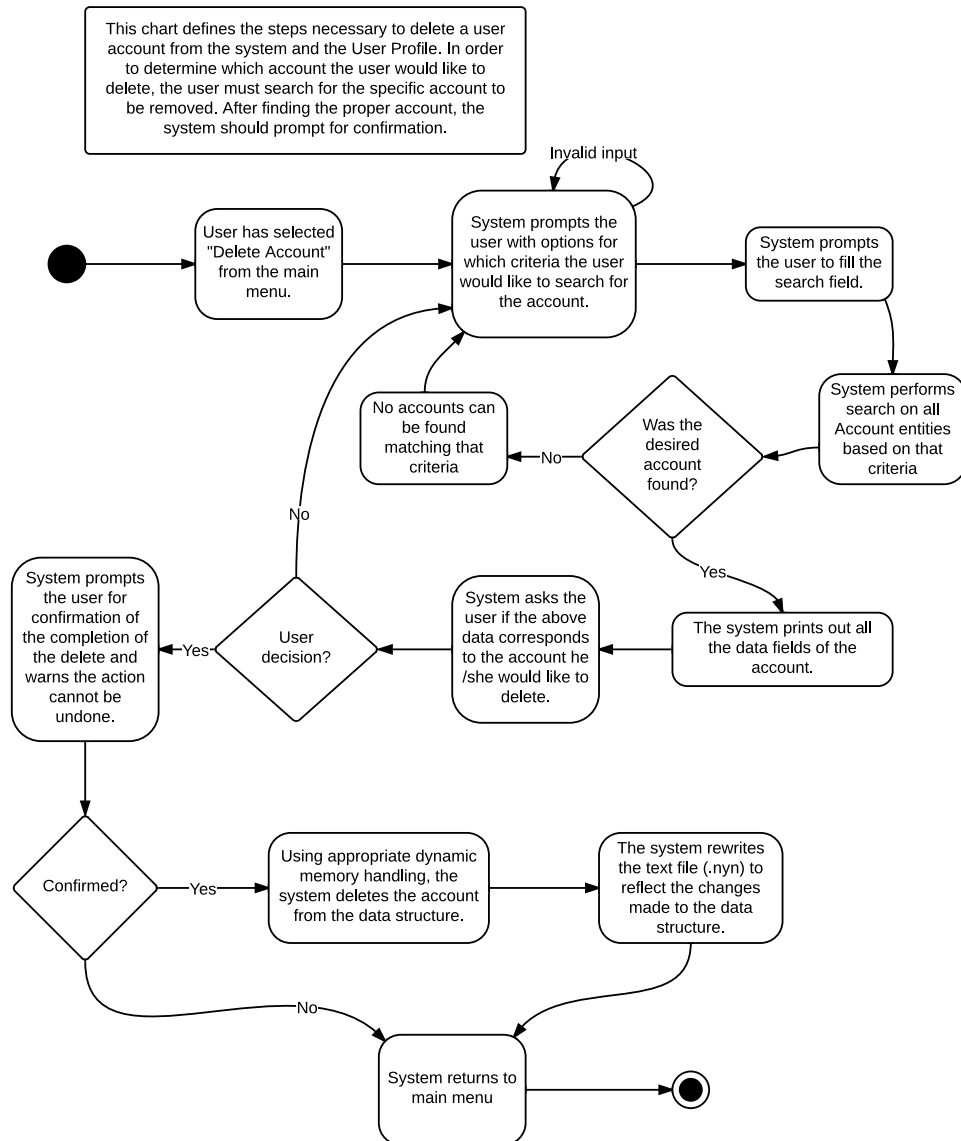 This chart defines the steps necessary to delete a user
account from the system and the User Profile. In order
to determine which account the user would like to
delete, the user must search for the specific account to
be removed. After finding the proper account, the
system should prompt for confirmation.
Invalid input
User has selected
"Delete Account"
from the main
menu.
System prompts the
user with options for
which criteria the user
would like to search for
the account.
System prompts
the user to fill the
search field.
System performs
search on all
Account entities
based on that
criteria
Was the
desired
account
found?
No
No accounts can
be found
matching that
criteria
Yes
The system prints out all
the data fields of the
account.
System asks the
user if the above
data corresponds
to the account he
/she would like to
delete.
User
decision?
No
Yes
System prompts
the user for
confirmation of
the completion of
the delete and
warns the action
cannot be
undone.
Confirmed?
Yes
Using appropriate dynamic
memory handling, the
system deletes the account
from the data structure.
The system rewrites
the text file (.nyn) to
reflect the changes
made to the data
structure.
No
System returns to
main menu